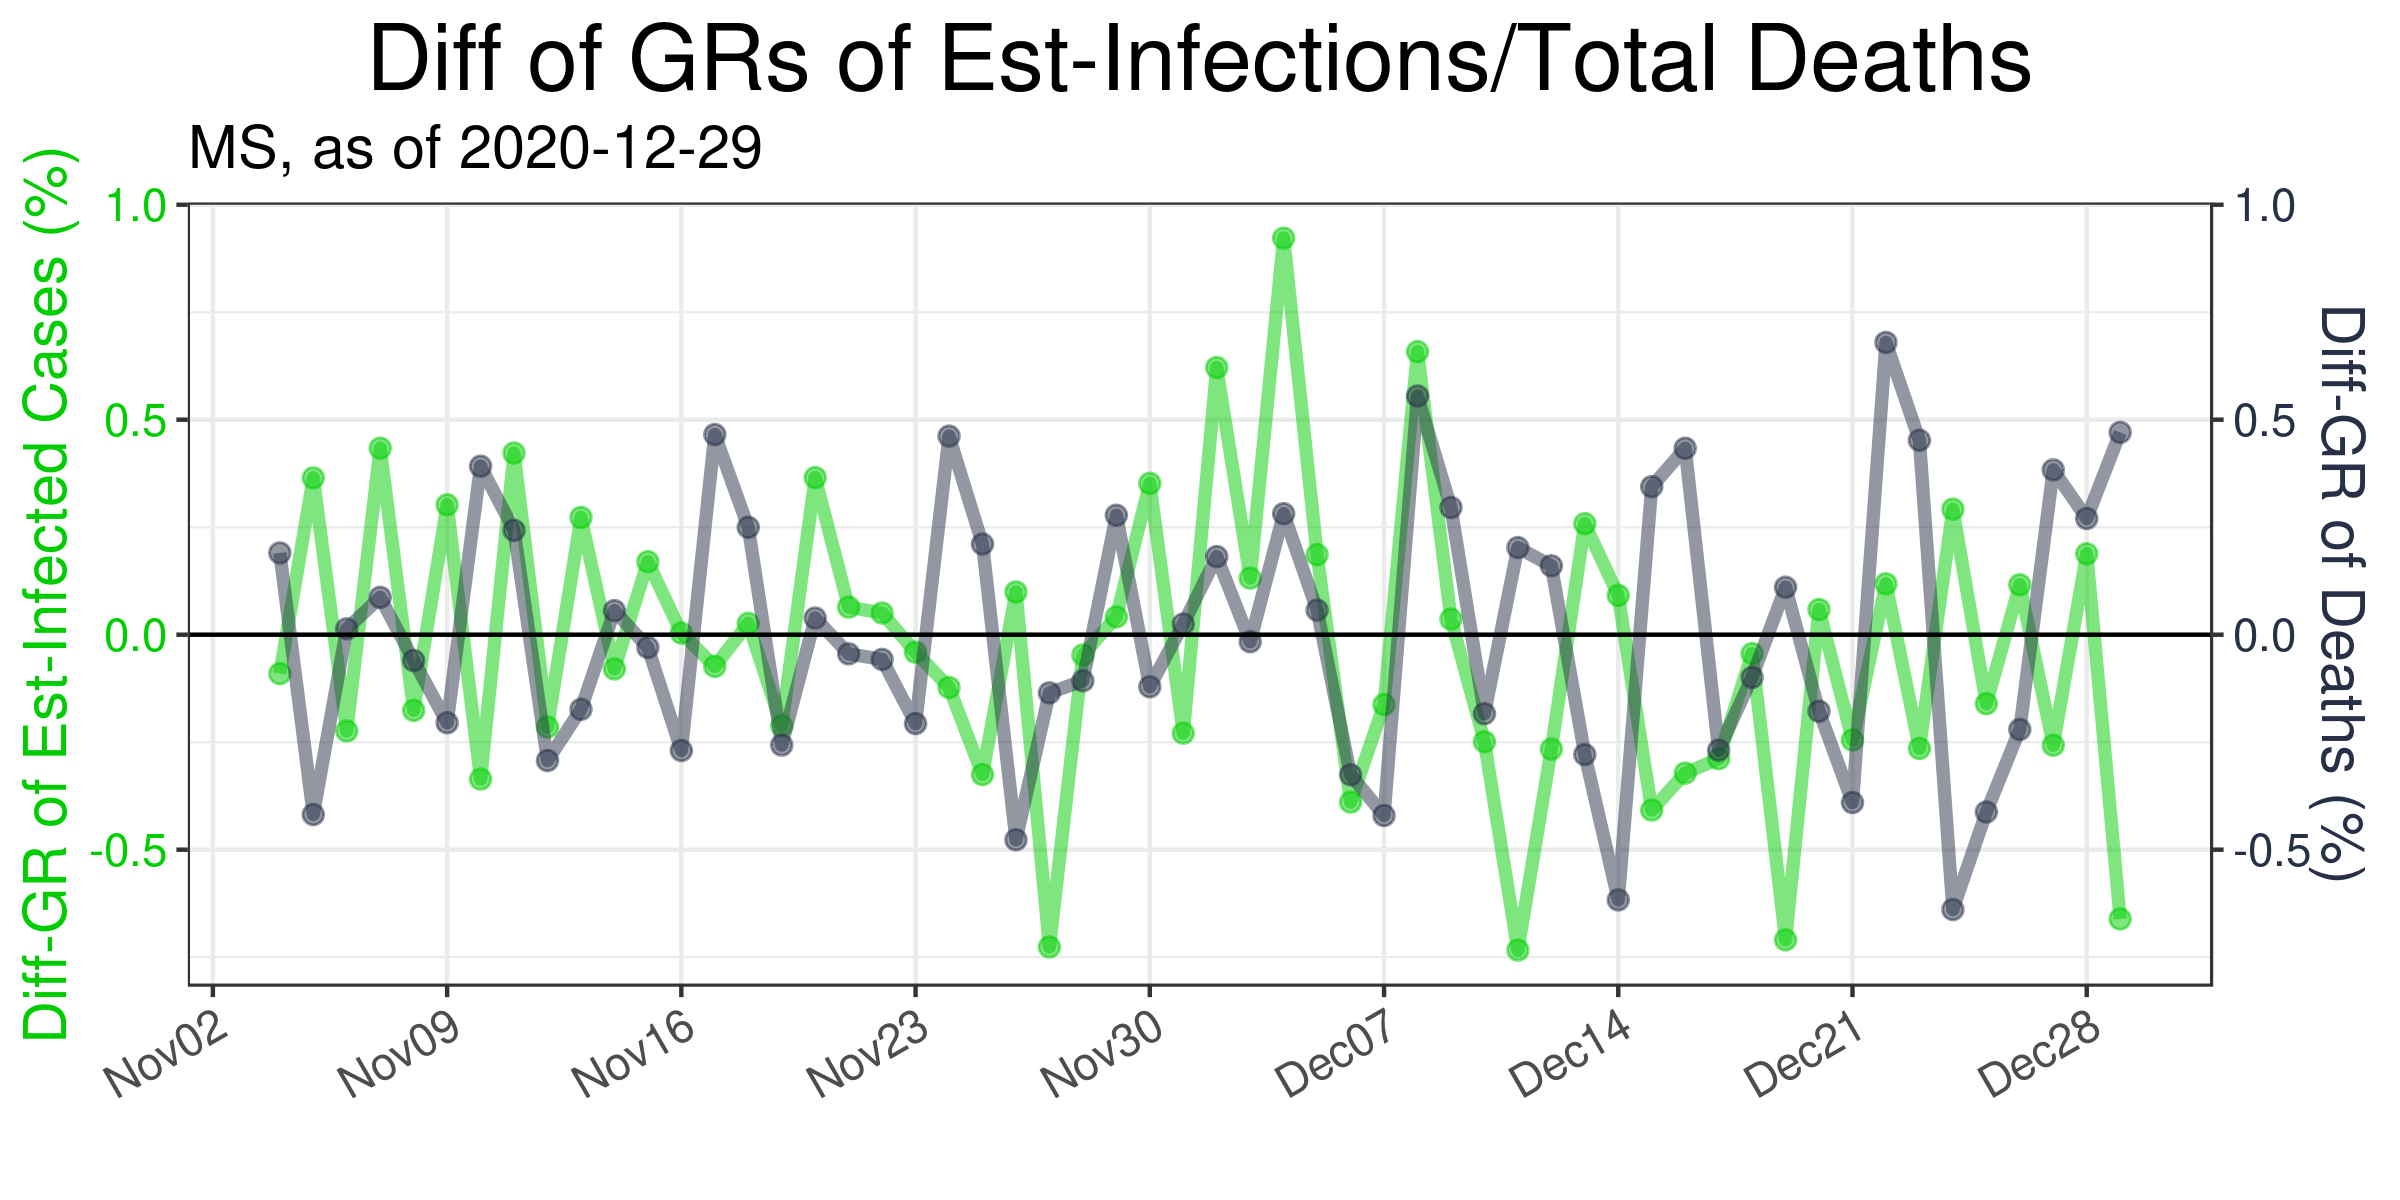 Diff of GRs of Est-Infections/Total Deaths
MS, as of 2020-12-29
Diff-GR of Est-Infected Cases (%)
1.0
0.5
0.0
-0.5
1.0
0.5
0.0
-0.5
Diff-GR of Deaths (%)
Nov02
Nov09
Nov16
Nov23
Nov30
Dec07
Dec14
Dec21
Dec28